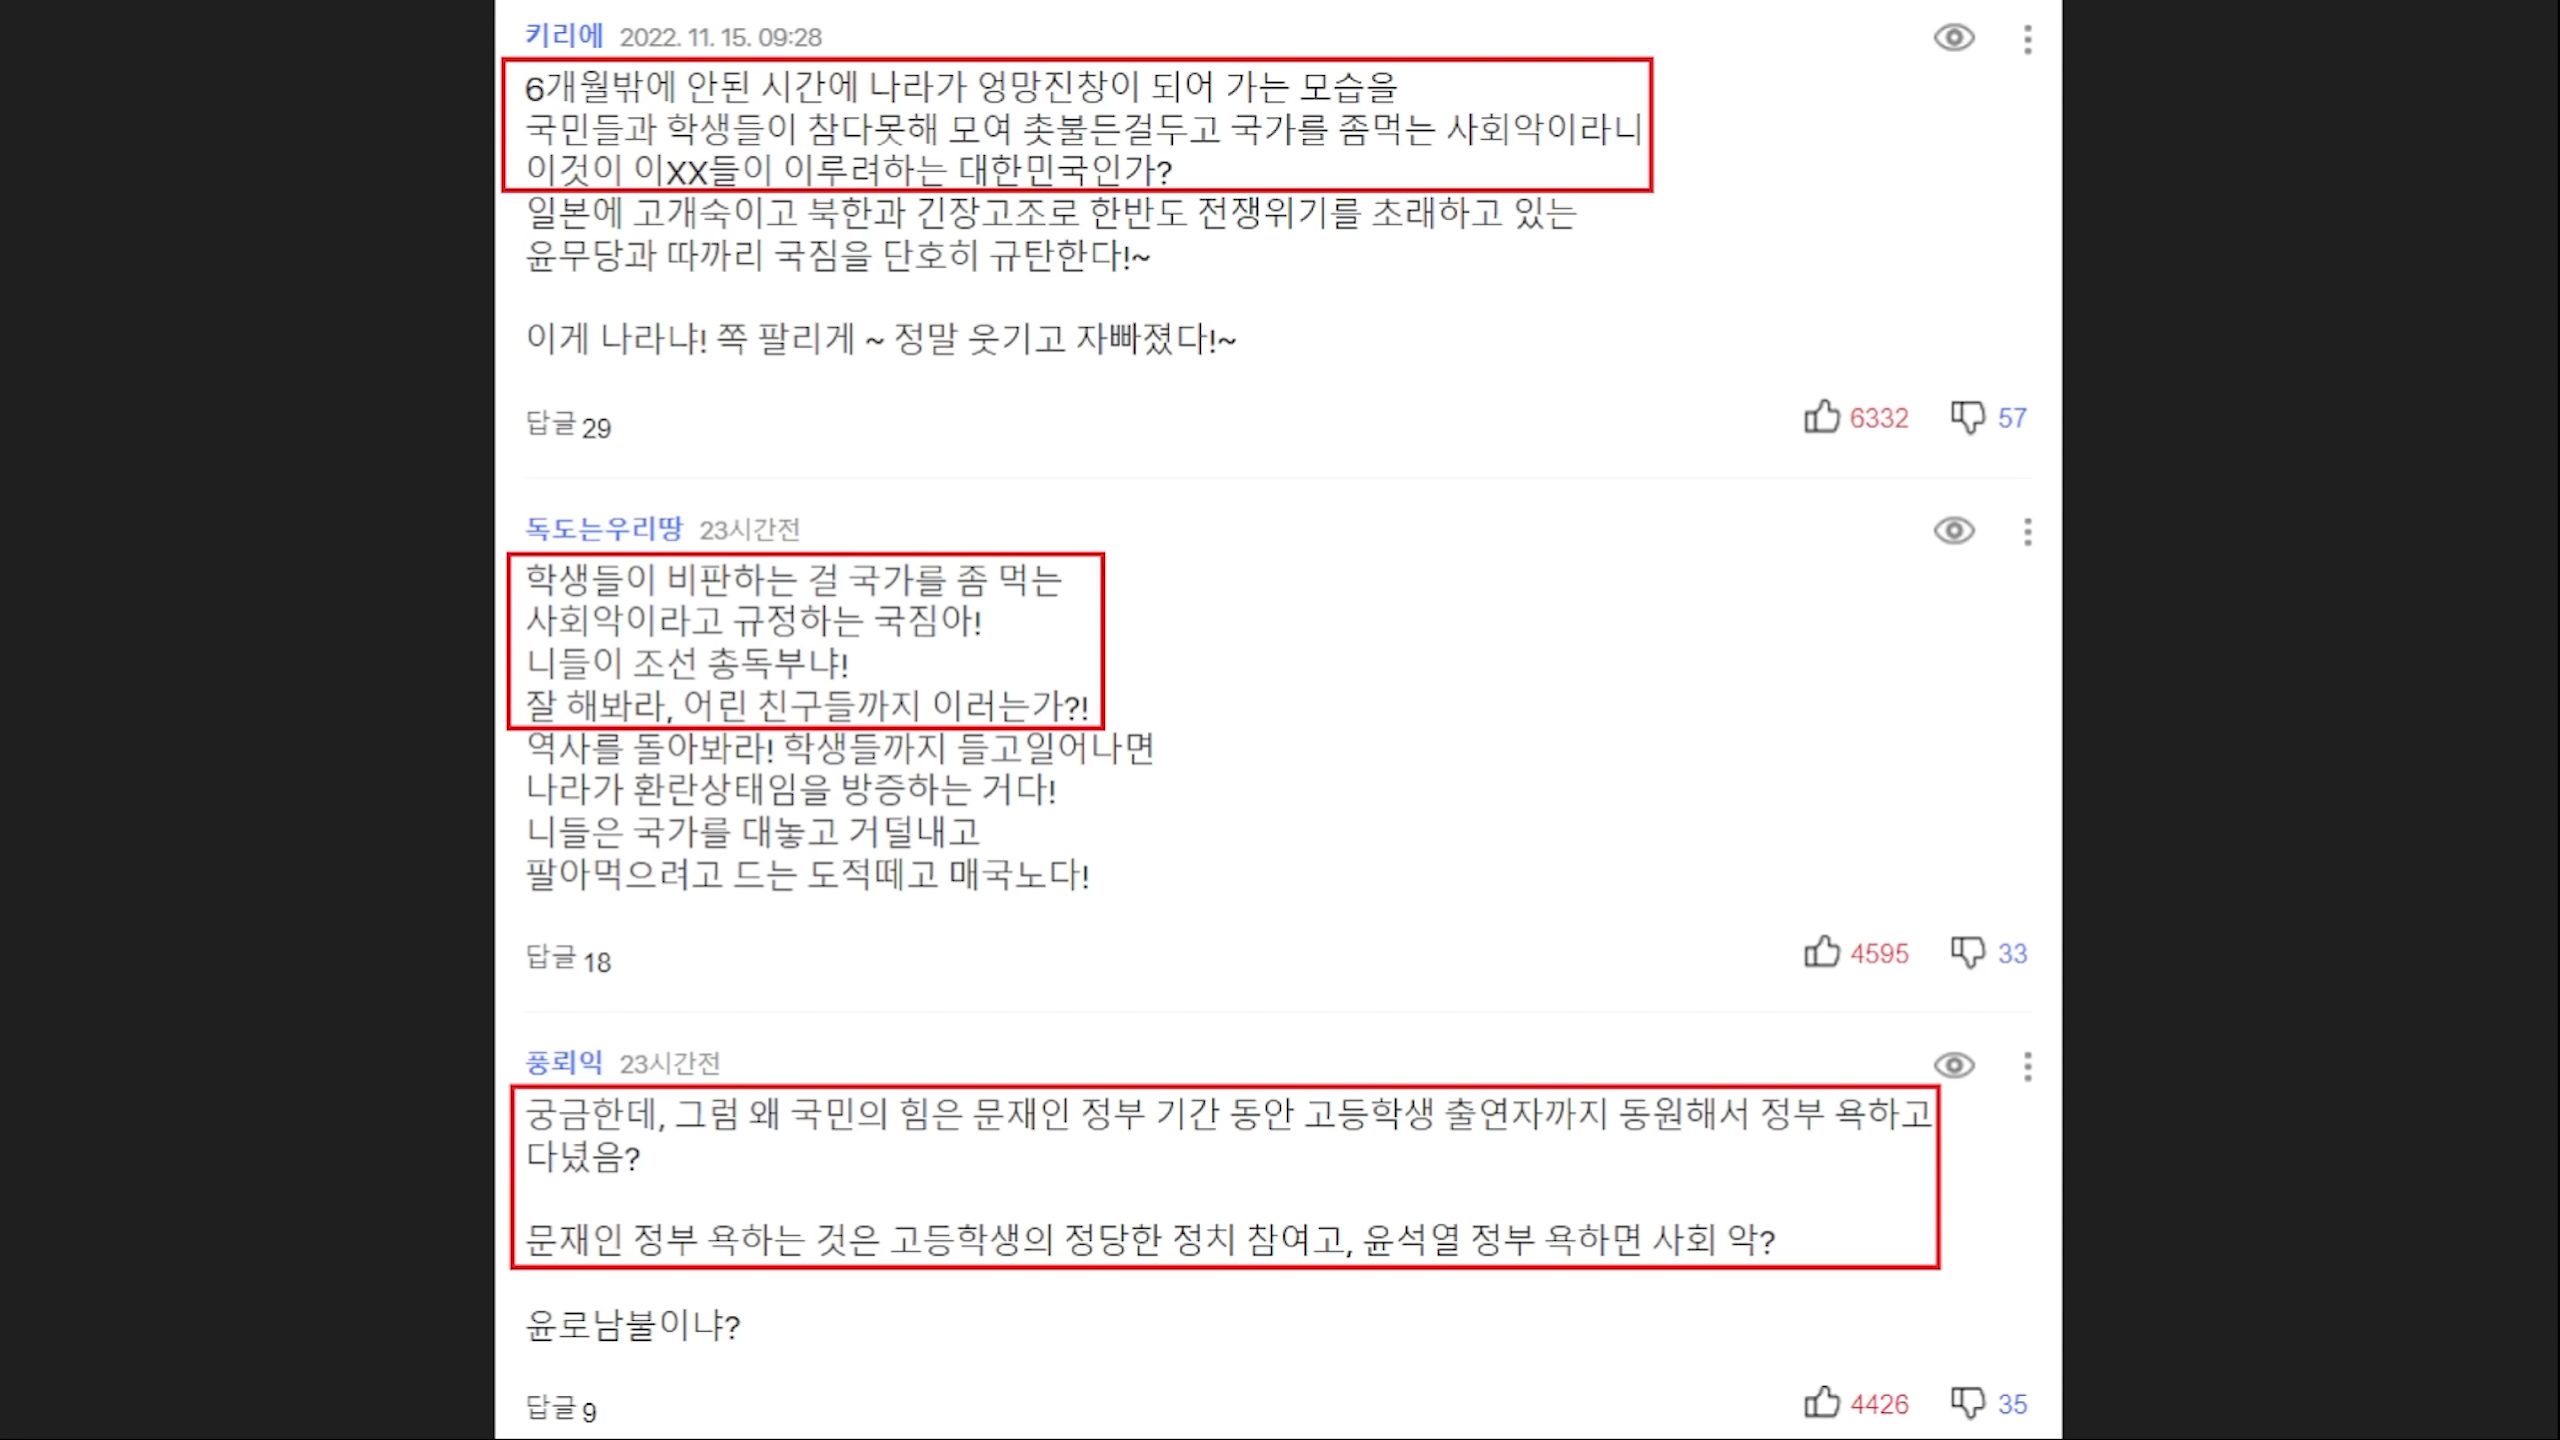 키리에 2022. 11. 15. 09:28
6개월밖에 안된 시간에 나라가 엉망진창이 되어 가는 모습을
국민들과 학생들이 참다못해 모여 촛불든걸두고 국가를 좀먹는 사회악이라니
이것이 이XX들이 이루려하는 대한민국인가?
일본에 고개숙이고 북한과 긴장고조로 한반도 전쟁위기를 초래하고 있는
윤무당과 따까리 국짐을 단호히 규탄한다!~
이게 나라냐! 쪽 팔리게 ~ 정말 웃기고 자빠졌다!~
답글 29 6332 57
독도는우리땅 23시간전
학생들이 비판하는 걸 국가를 좀 먹는
사회악이라고 규정하는 국짐아!
니들이 조선 총독부냐!
잘 해봐라, 어린 친구들까지 이러는가?!
역사를 돌아봐라! 학생들까지 들고일어나면
나라가 환란상태임을 방증하는 거다!
니들은 국가를 대놓고 거덜내고
팔아먹으려고 드는 도적떼고 매국노다!
답글 18 4595 33
풍뢰익 23시간전
궁금한데, 그럼 왜 국민의 힘은 문재인 정부 기간 동안 고등학생 출연자까지 동원해서 정부 욕하고
다녔음?
문재인 정부 욕하는 것은 고등학생의 정당한 정치 참여고, 윤석열 정부 욕하면 사회 악?
윤로남불이냐?
답글 9 4426 35